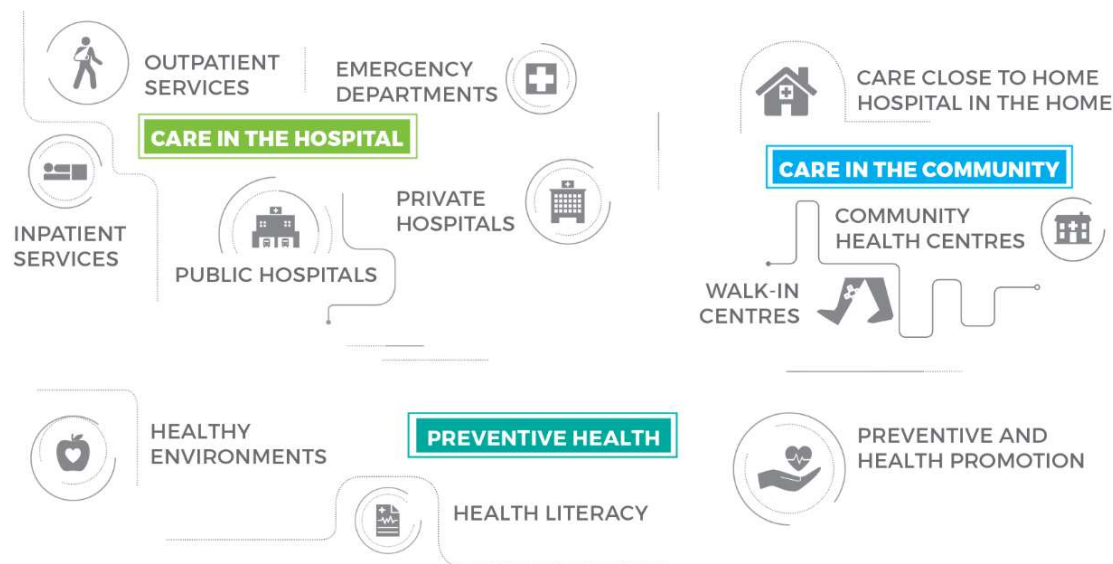 OUTPATIENT
SERVICES
EMERGENCY
DEPARTMENTS
CARE IN THE HOSPITAL
INPATIENT
SERVICES
PUBLIC HOSPITALS
PRIVATE
HOSPITALS
CARE CLOSE TO HOME
HOSPITAL IN THE HOME
CARE IN THE COMMUNITY
COMMUNITY
HEALTH CENTRES
WALK-IN
CENTRES
HEALTHY
ENVIRONMENTS
PREVENTIVE HEALTH
HEALTH LITERACY
PREVENTIVE AND
HEALTH PROMOTION